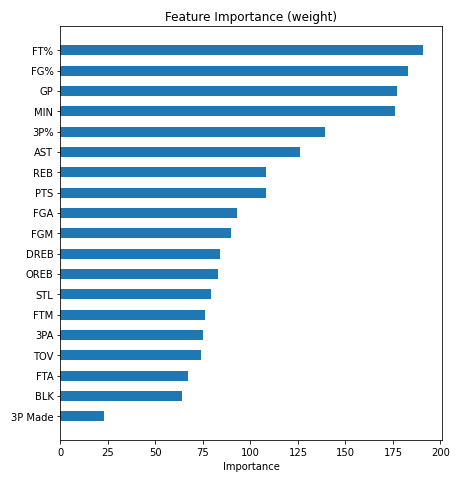 Feature Importance (weight)
FT%
FG%
GP
MIN
3P%
AST
REB
PTS
FGA
FGM
DREB
OREB
STL
FTM
3PA
TOV
FTA
BLK
3P Made
0 25 50 75 100 125 150 175 200
Importance